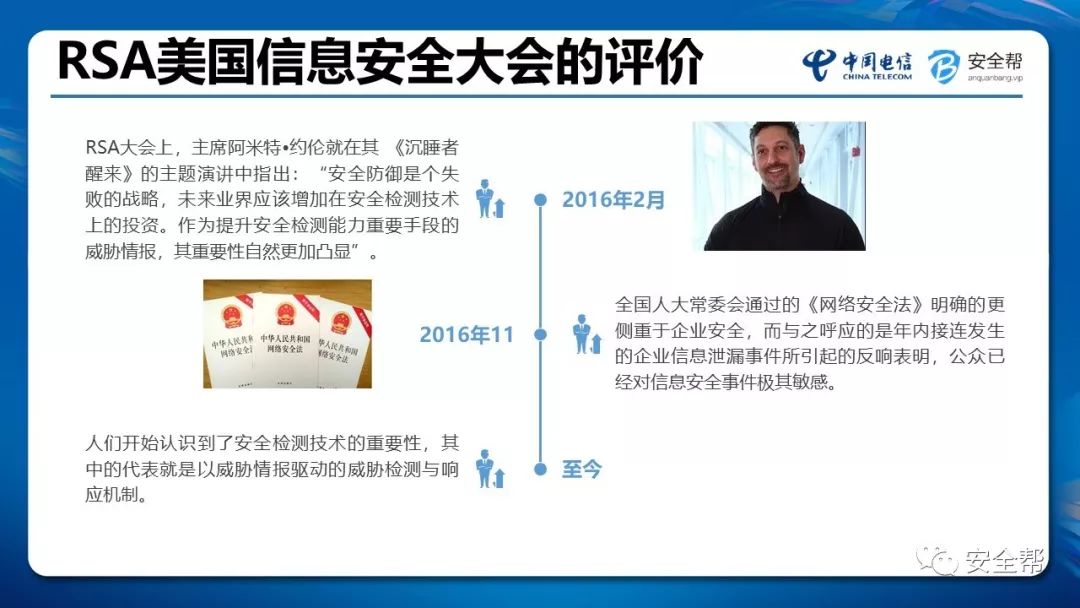 RSA美国信息安全大会的评价
中国电信
CHINA TELECOM
安全帮
anquanbang.vip
RSA大会上，主席阿米特•约伦就在其 《沉睡者
醒来》的主题演讲中指出：“安全防御是个失
败的战略，未来业界应该增加在安全检测技术
上的投资。作为提升安全检测能力重要手段的
威胁情报，其重要性自然更加凸显”。
2016年2月
中华人民共和国
网络安全法
中华人民共和国
网络安全法
2016年11
全国人大常委会通过的《网络安全法》明确的更
侧重于企业安全，而与之呼应的是年内接连发生
的企业信息泄漏事件所引起的反响表明，公众已
经对信息安全事件极其敏感。
人们开始认识到了安全检测技术的重要性，其
中的代表就是以威胁情报驱动的威胁检测与响
应机制。
至今
安全帮